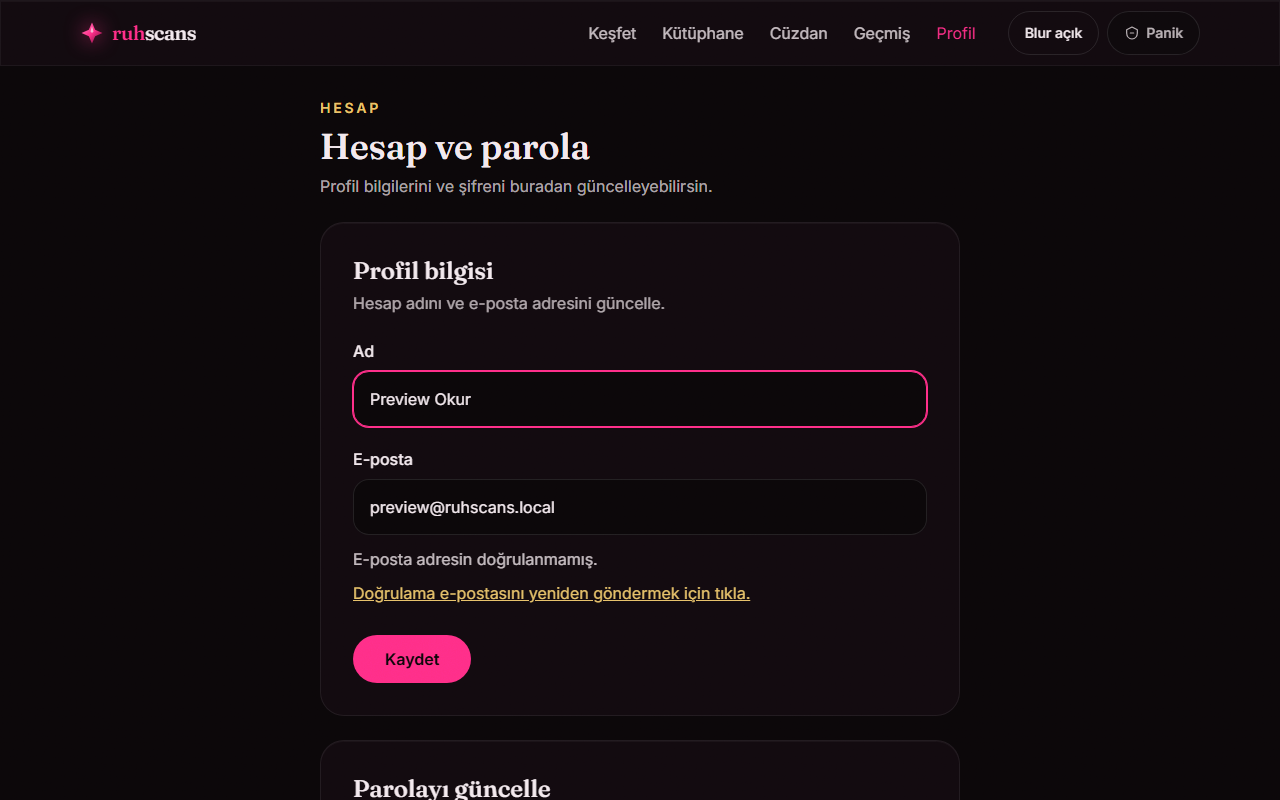 ruhscans
Keşfet Kütüphane Cüzdan Geçmiş Profil Blur açık Panik
HESAP
Hesap ve parola
Profil bilgilerini ve şifreni buradan güncelleyebilirsin.
Profil bilgisi
Hesap adını ve e-posta adresini güncelle.
Ad
Preview Okur
E-posta
preview@ruhscans.local
E-posta adresin doğrulanmamış.
Doğrulama e-postasını yeniden göndermek için tıkla.
Kaydet
Parolayı güncelle